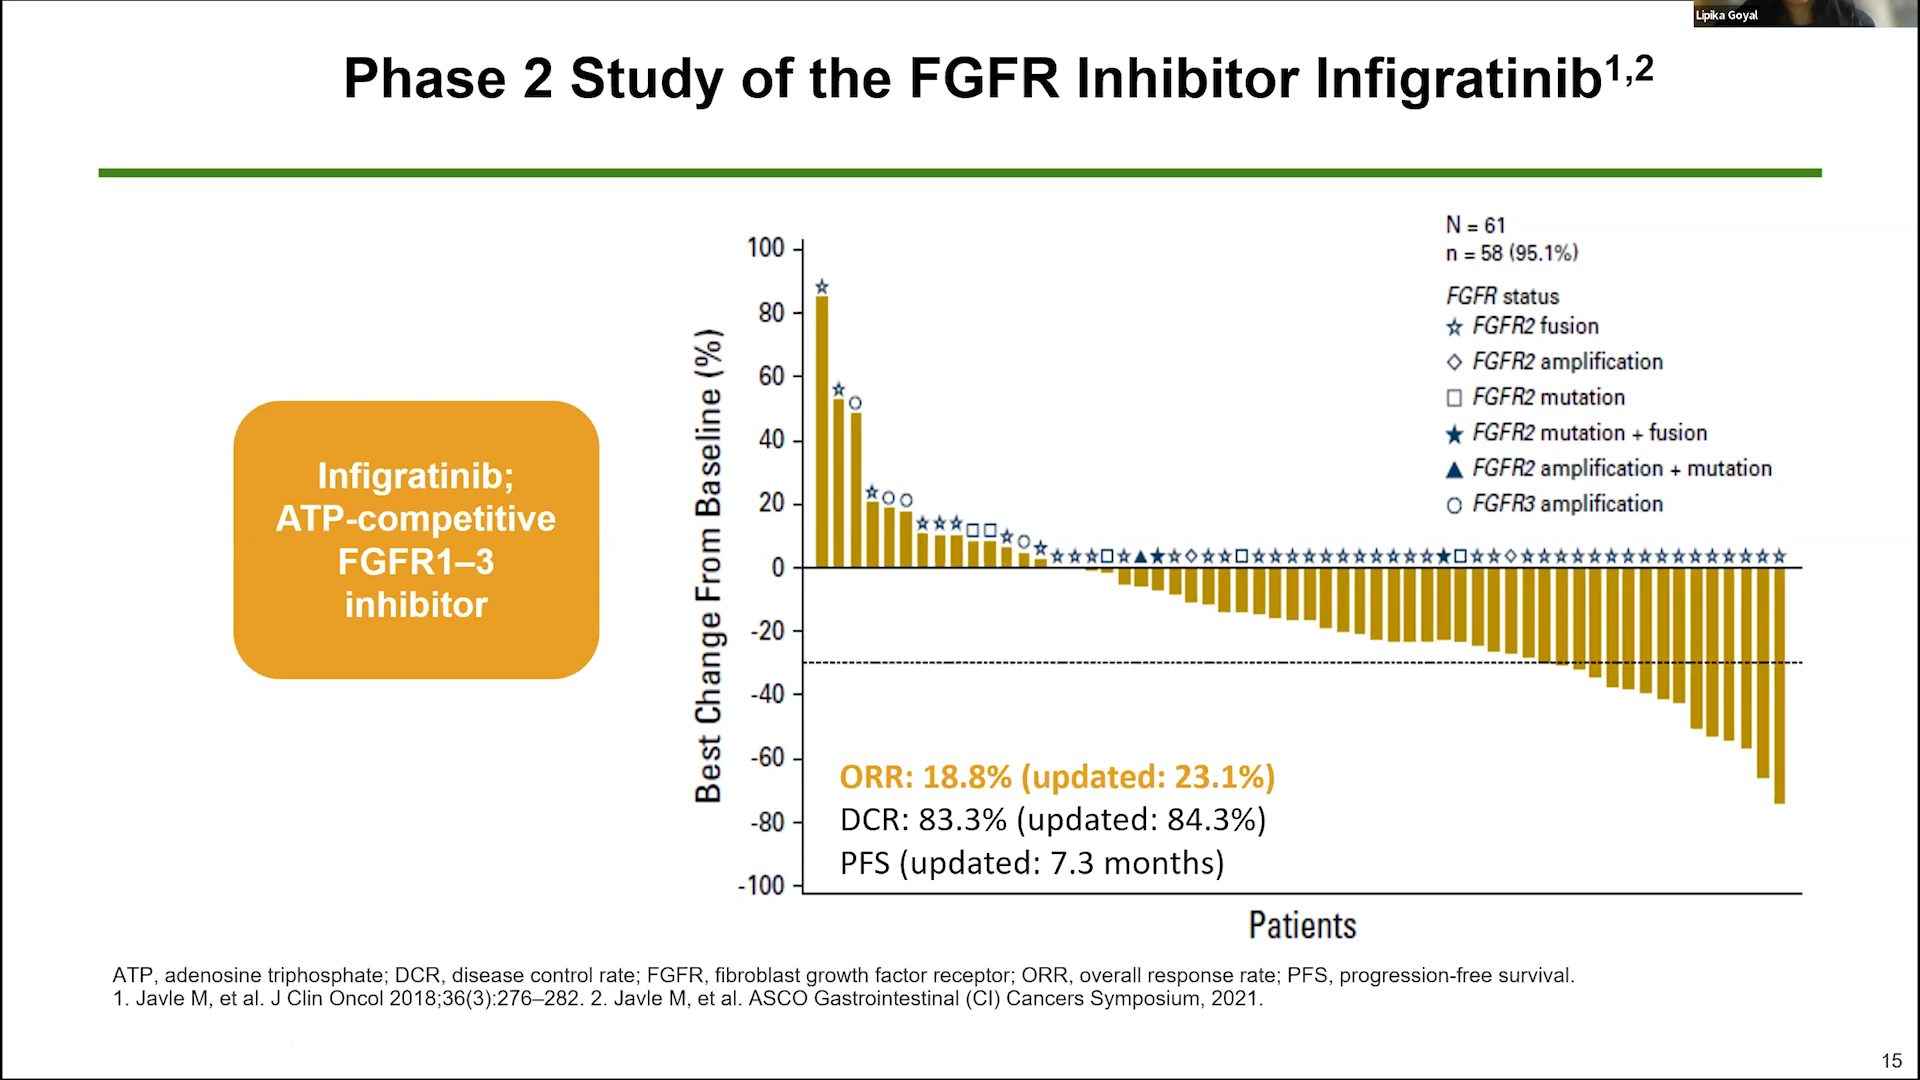 Lipika Goyal
Phase 2 Study of the FGFR Inhibitor Infigratinib1,2
Infigratinib;
ATP-competitive
FGFR1–3
inhibitor
Best Change From Baseline (%)
100
80
60
40
20
0
-20
-40
-60
-80
-100
N = 61
n = 58 (95.1%)
FGFR status
FGFR2 fusion
FGFR2 amplification
FGFR2 mutation
FGFR2 mutation + fusion
FGFR2 amplification + mutation
FGFR3 amplification
ORR: 18.8% (updated: 23.1%)
DCR: 83.3% (updated: 84.3%)
PFS (updated: 7.3 months)
Patients
ATP, adenosine triphosphate; DCR, disease control rate; FGFR, fibroblast growth factor receptor; ORR, overall response rate; PFS, progression-free survival.
1. Javle M, et al. J Clin Oncol 2018;36(3):276–282. 2. Javle M, et al. ASCO Gastrointestinal (CI) Cancers Symposium, 2021.
15